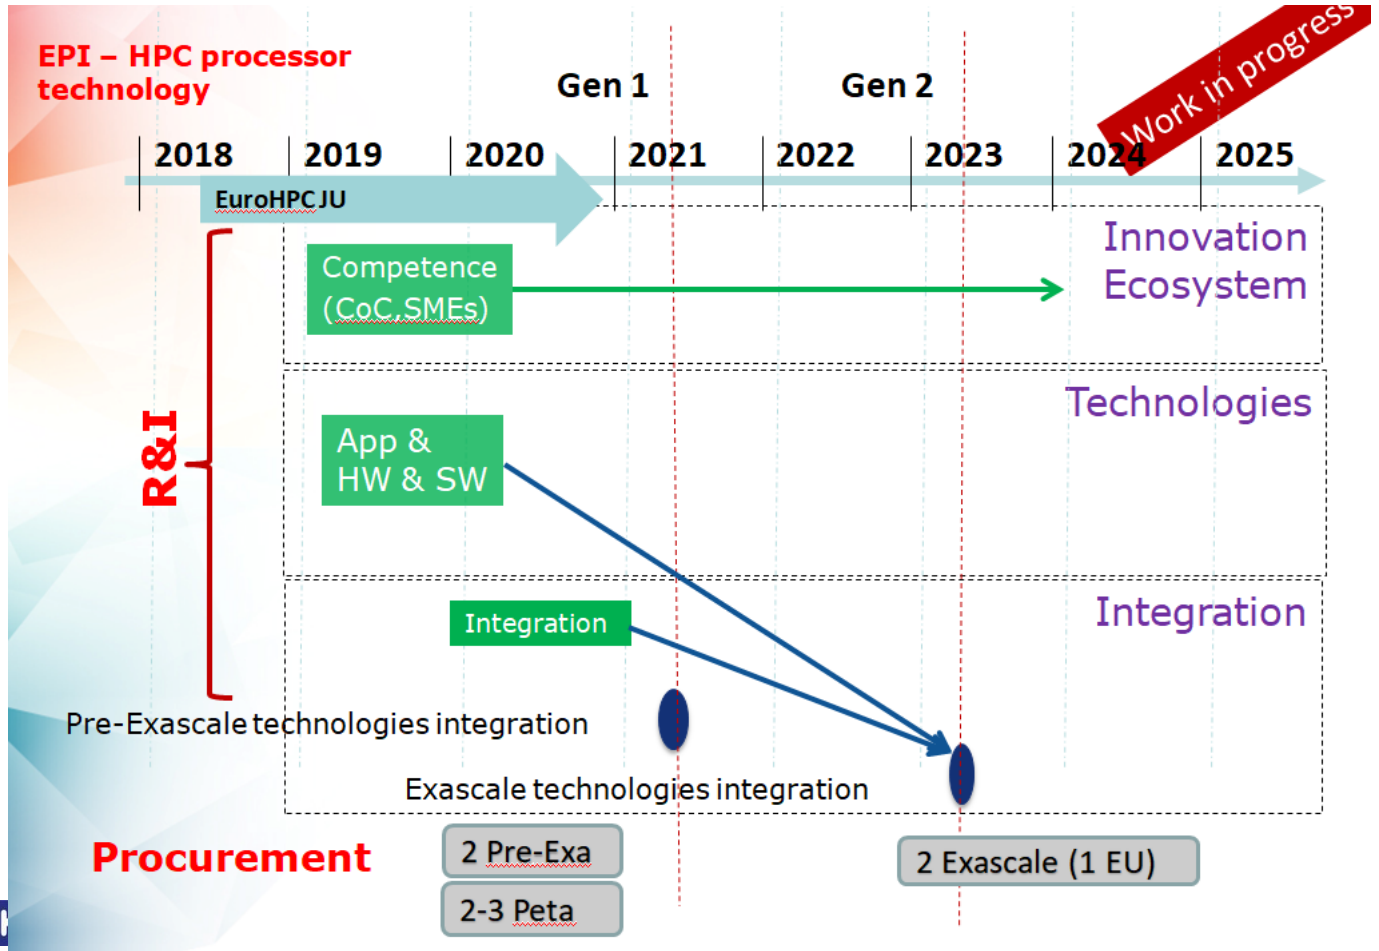 EPI – HPC processor
technology
Gen 1
Gen 2
Work in progress
2018
2019
2020
2021
2022
2023
2024
2025
EuroHPC JU
Innovation
Ecosystem
Competence
(CoC,SMEs)
R&I
Technologies
App &
HW & SW
Integration
Integration
Pre-Exascale technologies integration
Exascale technologies integration
Procurement
2 Pre-Exa
2-3 Peta
2 Exascale (1 EU)